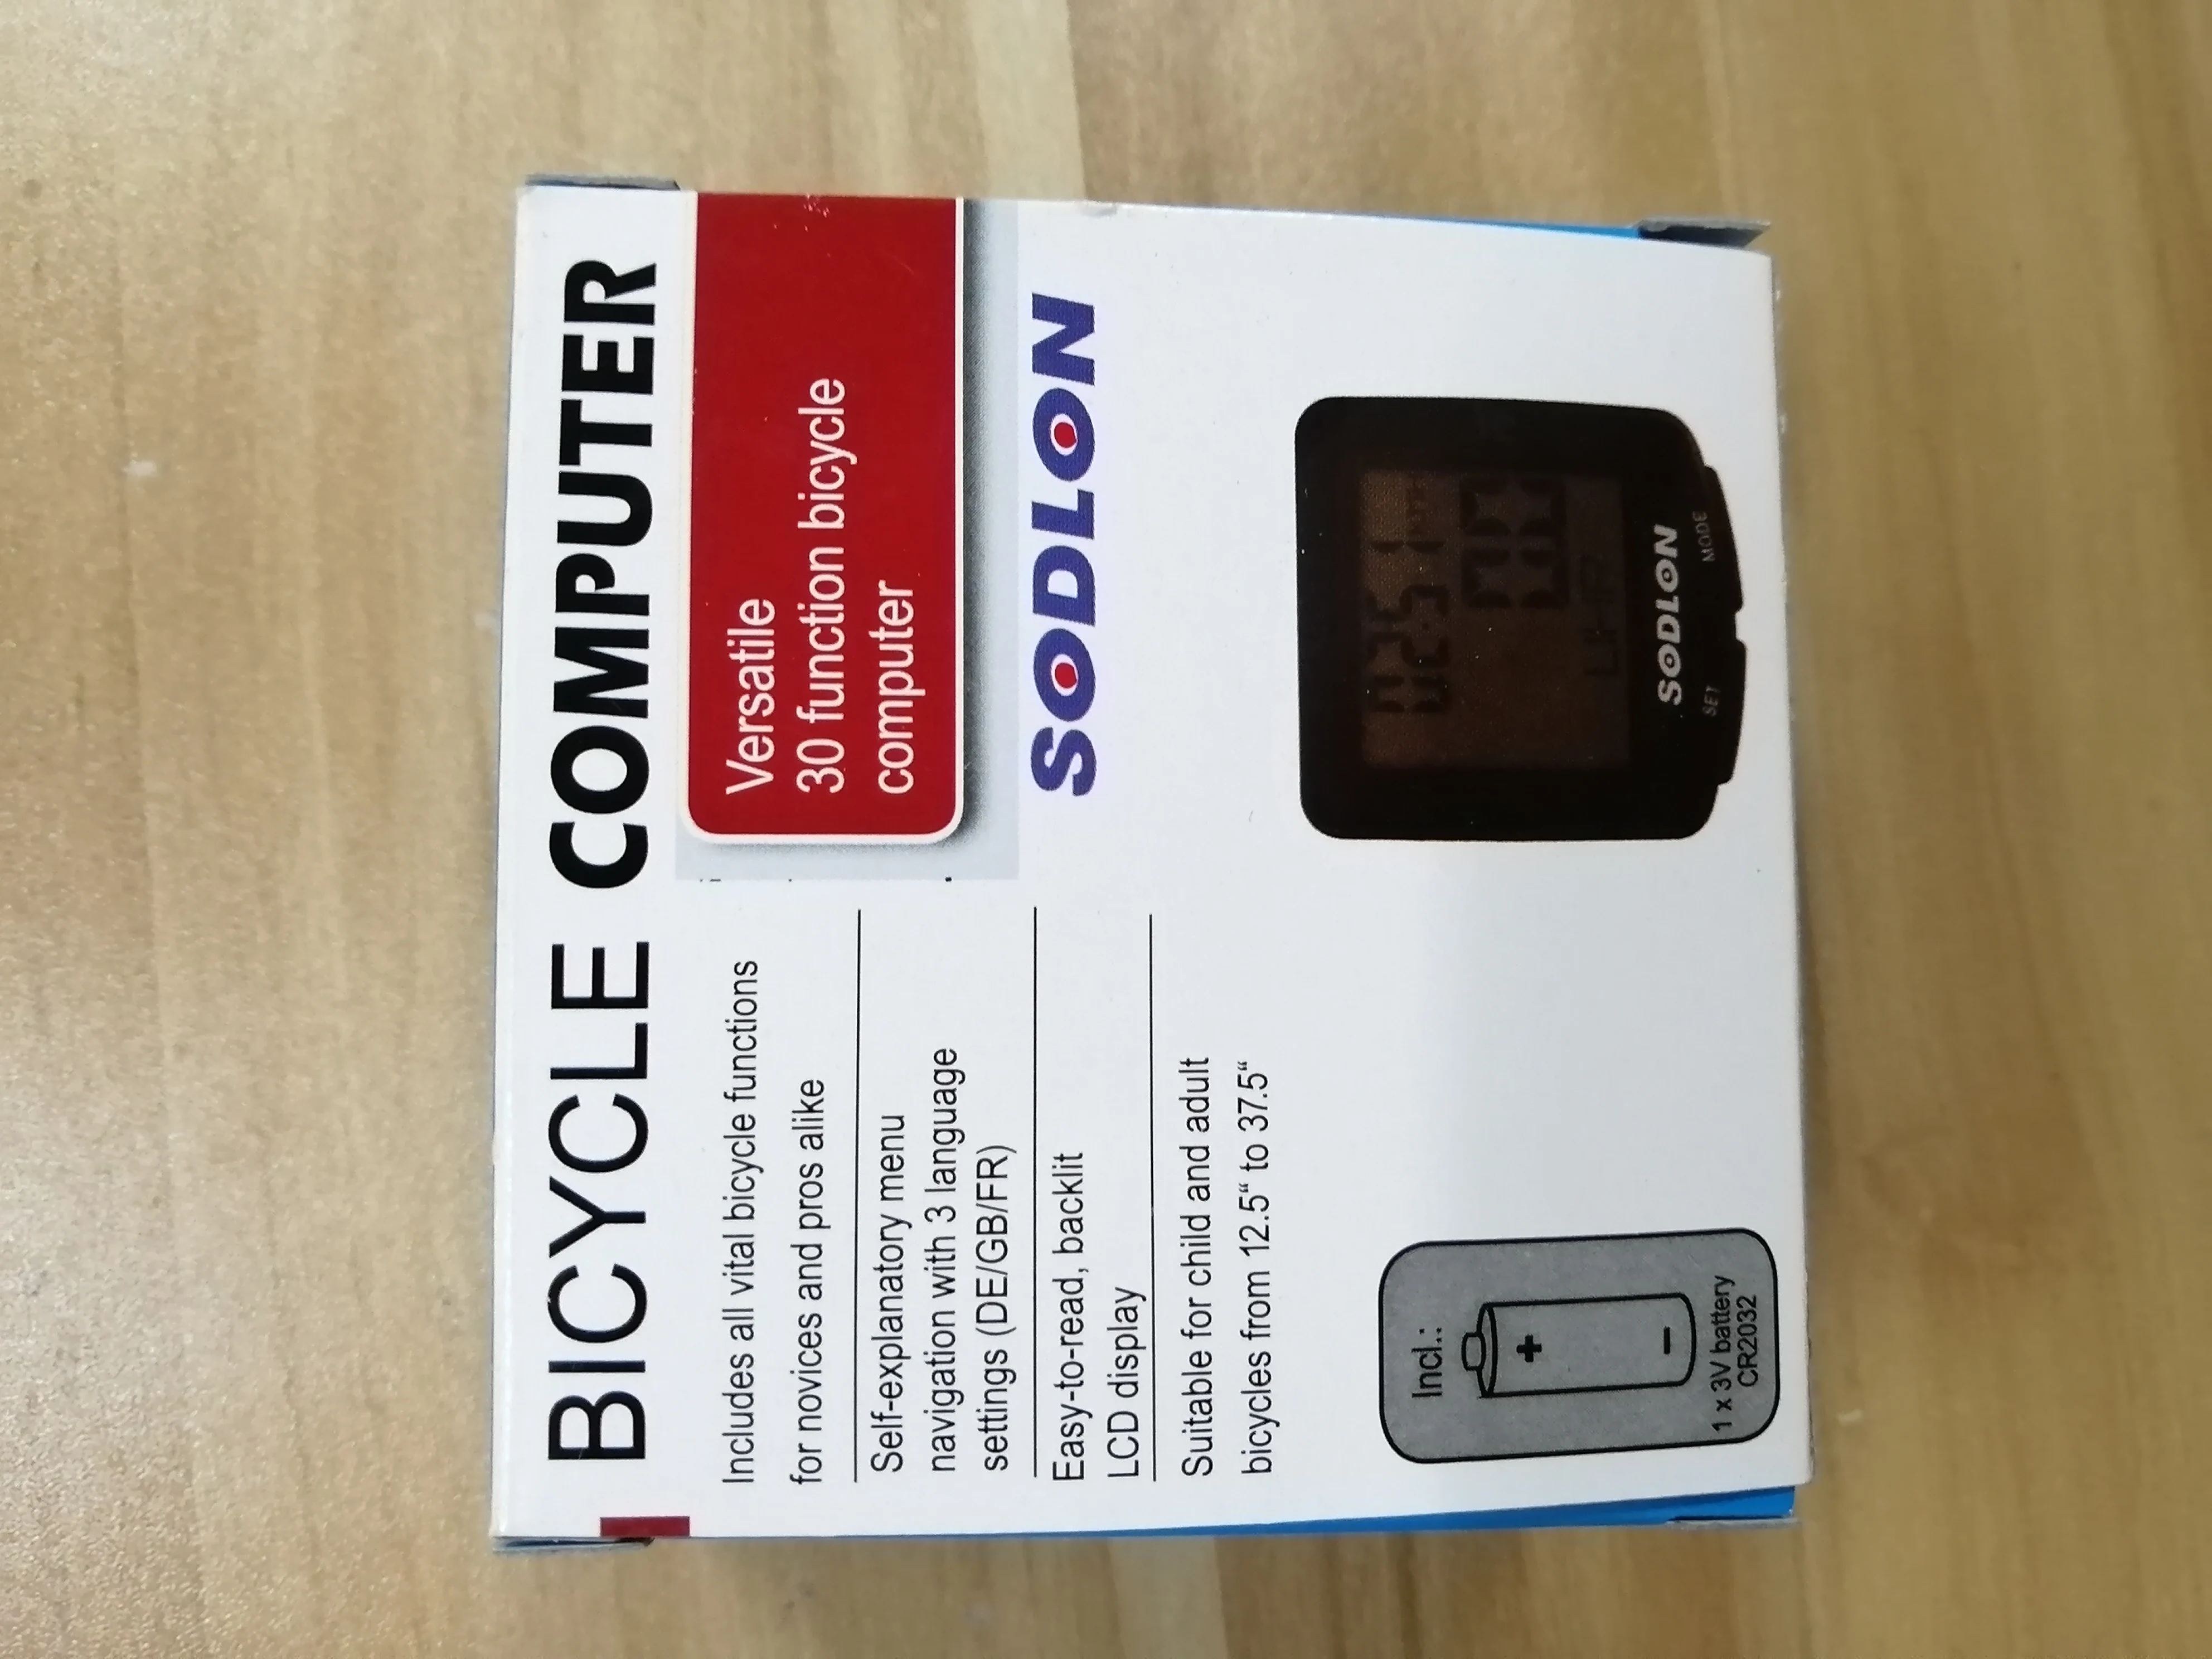 BICYCLE COMPUTER
Includes all vital bicycle functions
for novices and pros alike
Self-explanatory menu
navigation with 3 language
settings (DE/GB/FR)
Easy-to-read, backlit
LCD display
Suitable for child and adult
bicycles from 12.5“ to 37.5“
Incl.:
+
–
1 x 3V battery
CR2032
Versatile
30 function bicycle
computer
SODLON
SODLON
SET MODE